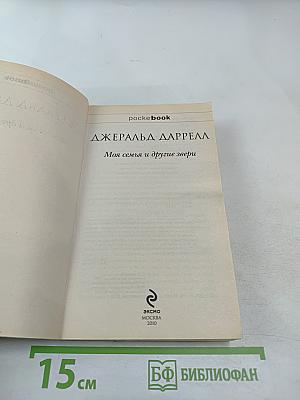 pocketbook
ДЖЕРАЛЬД ДАРРЕЛЛ
Моя семья и другие звери
ЭКСМО
МОСКВА
2010
15 см
БФ БИБЛИОФАН